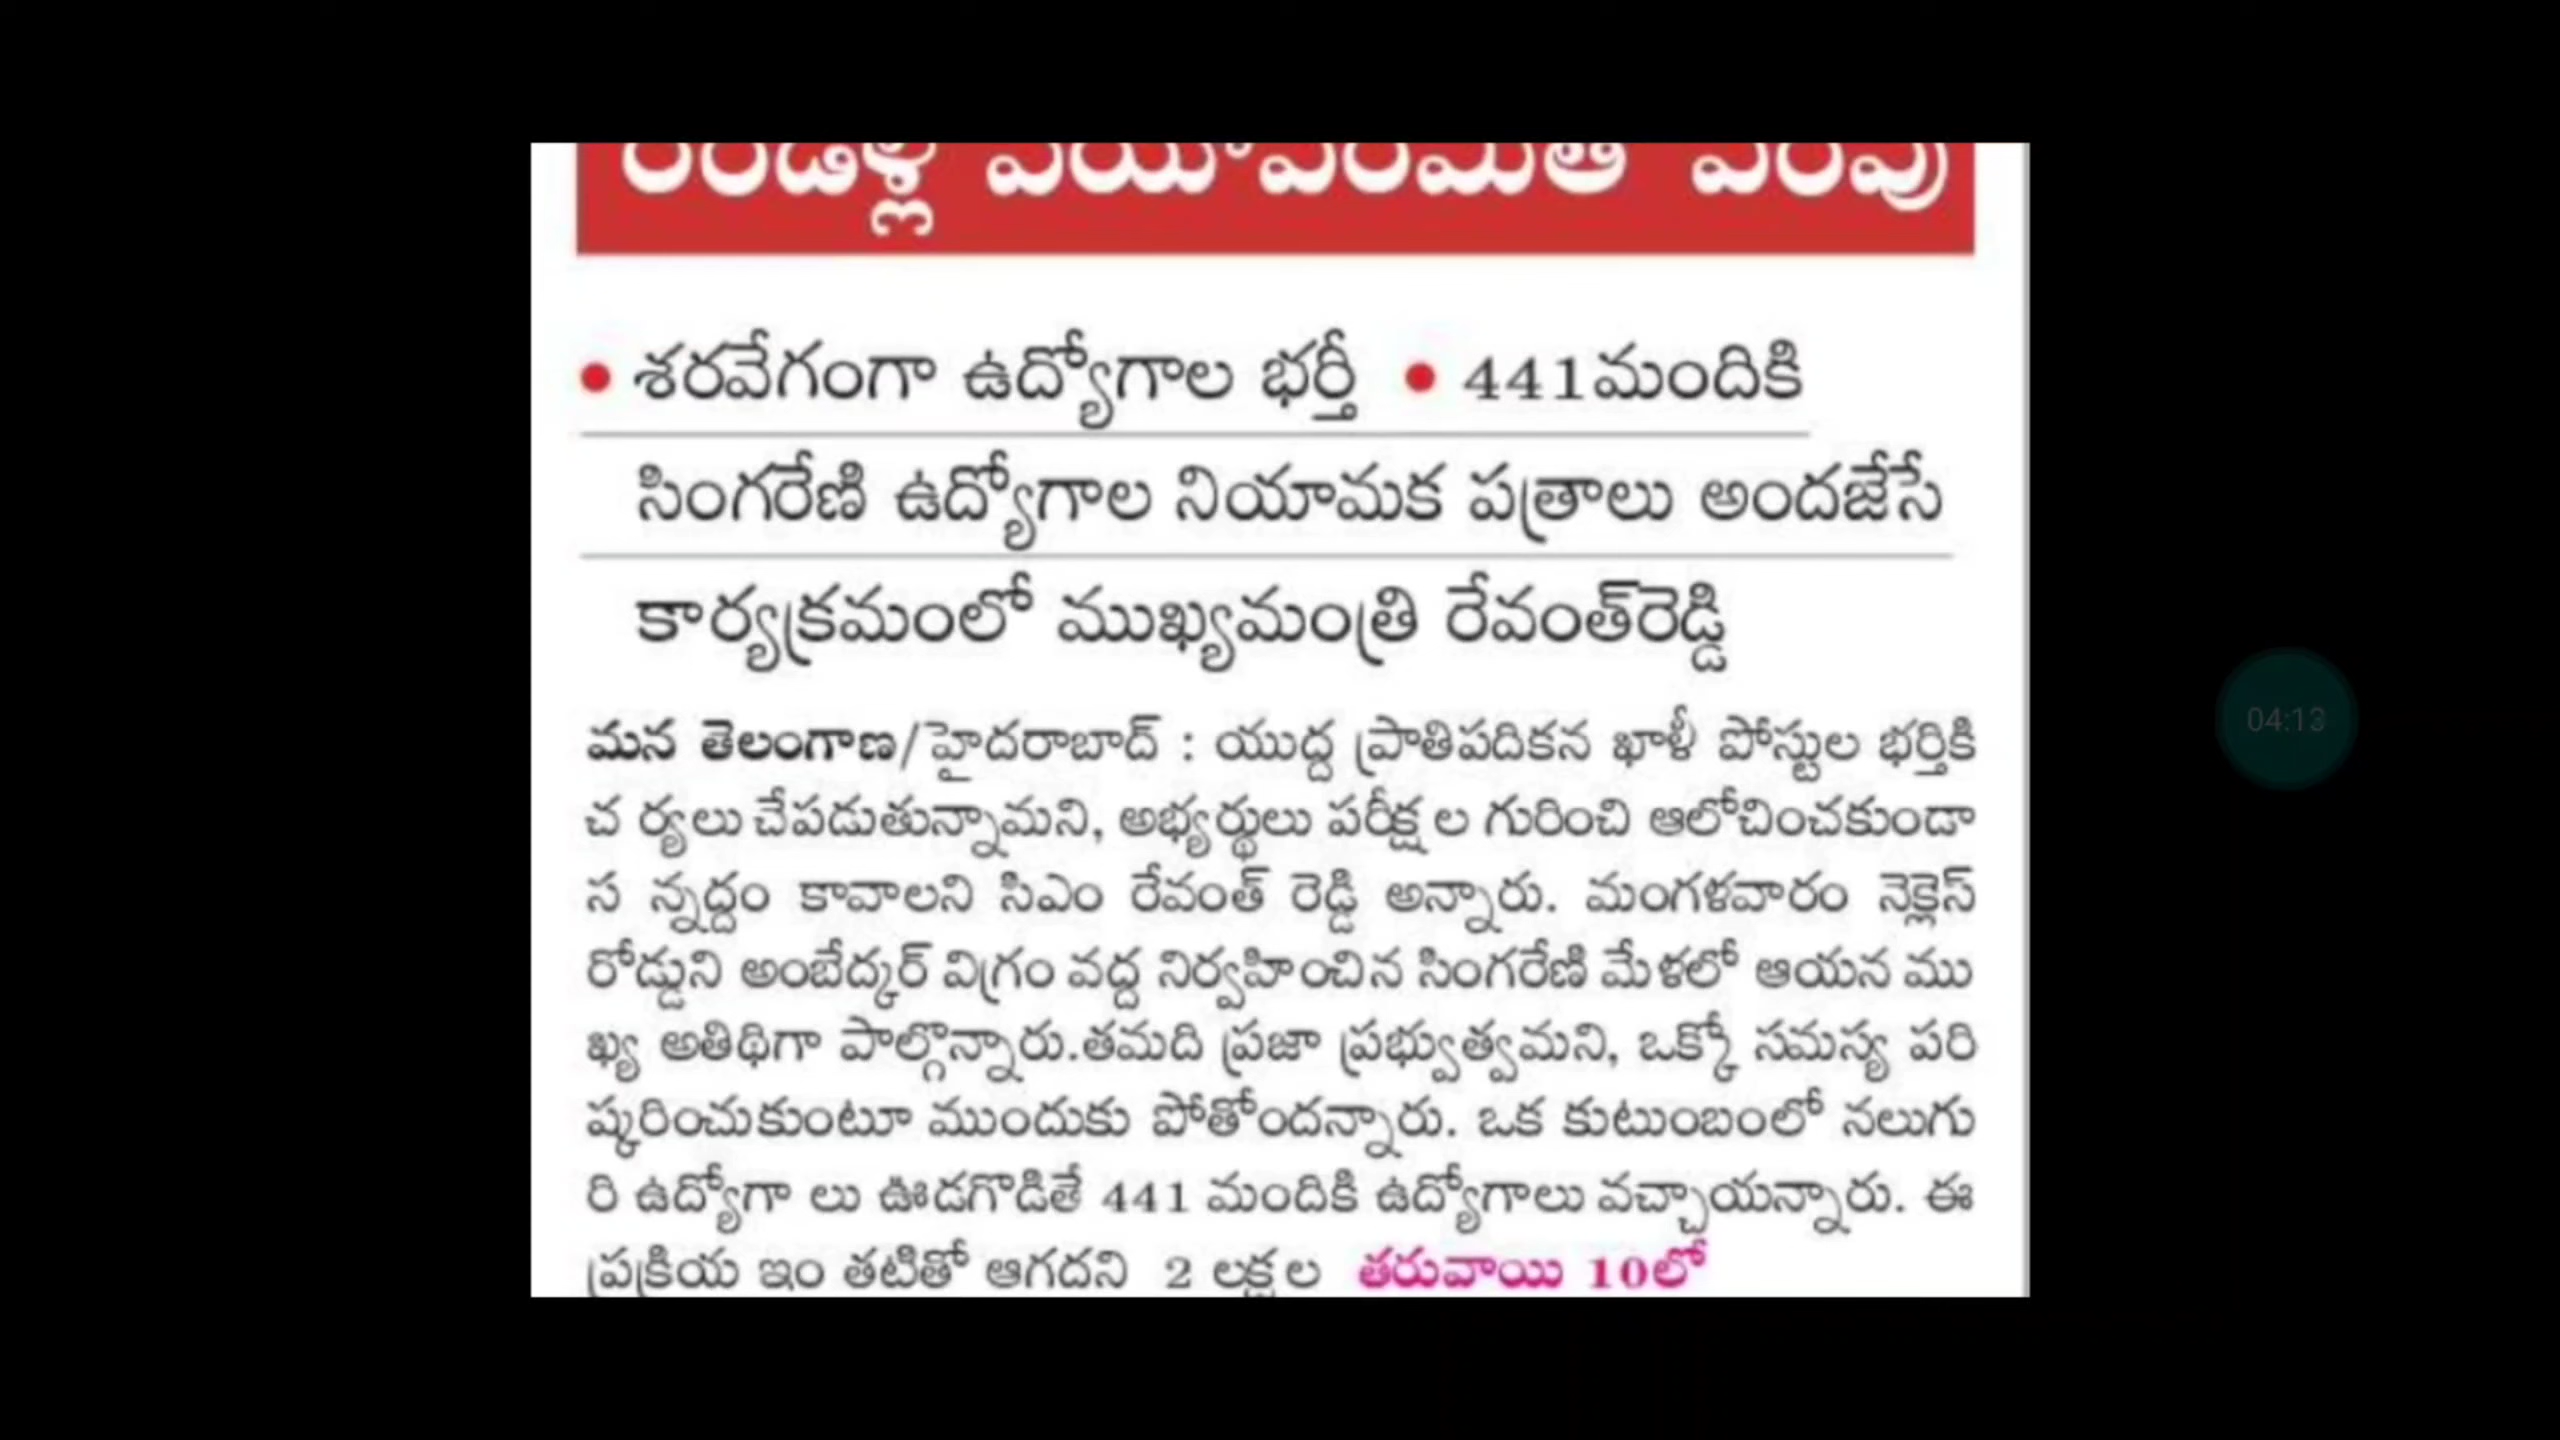 రెండేళ్ల వయోపరిమితి పెంపు
• శరవేగంగా ఉద్యోగాల భర్తీ • 441మందికి
సింగరేణి ఉద్యోగాల నియామక పత్రాలు అందజేసే
కార్యక్రమంలో ముఖ్యమంత్రి రేవంత్‌రెడ్డి
మన తెలంగాణ/హైదరాబాద్ : యుద్ధ ప్రాతిపదికన ఖాళీ పోస్టుల భర్తికి
చ ర్యలు చేపడుతున్నామని, అభ్యర్థులు పరీక్ష ల గురించి ఆలోచించకుండా
స న్నద్దం కావాలని సిఎం రేవంత్ రెడ్డి అన్నారు. మంగళవారం నెక్లెస్
రోడ్డుని అంబేద్కర్ విగ్రం వద్ద నిర్వహించిన సింగరేణి మేళలో ఆయన ము
ఖ్య అతిథిగా పాల్గొన్నారు.తమది ప్రజా ప్రభ్వుత్వమని, ఒక్కో సమస్య పరి
ష్కరించుకుంటూ ముందుకు పోతోందన్నారు. ఒక కుటుంబంలో నలుగు
రి ఉద్యోగా లు ఊడగొడితే 441 మందికి ఉద్యోగాలు వచ్చాయన్నారు. ఈ
ప్రక్రియ ఇం తటితో ఆగదని 2 లక్షల తరువాయి 10లో
04:13